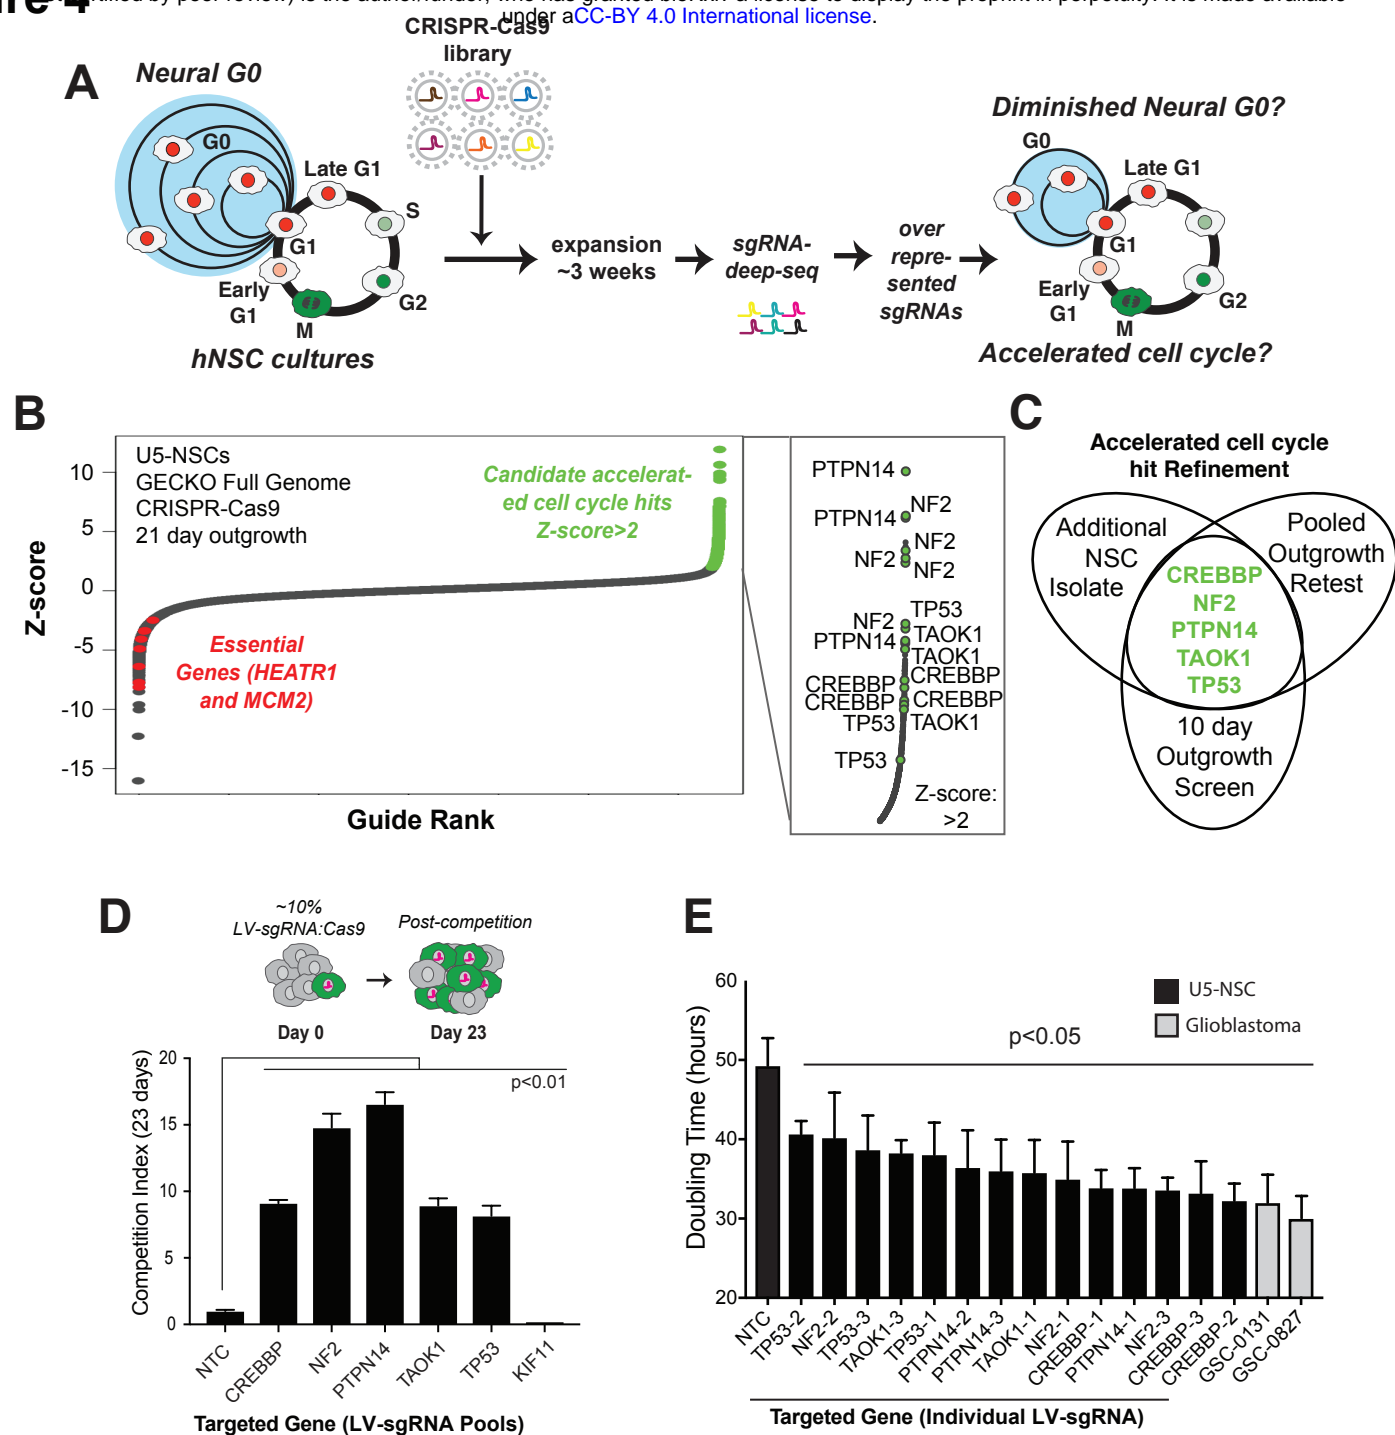 under aCC-BY 4.0 International license.
A
Neural G0
G0
Late G1
S
G1
Early
G1
G2
M
hNSC cultures
CRISPR-Cas9
library
expansion
~3 weeks
sgRNA-
deep-seq
over
repre-
sented
sgRNAs
Diminished Neural G0?
G0
Late G1
G1
Early
G1
G2
M
Accelerated cell cycle?
B
U5-NSCs
GECKO Full Genome
CRISPR-Cas9
21 day outgrowth
Candidate accelerat-
ed cell cycle hits
Z-score>2
Essential
Genes (HEATR1
and MCM2)
Z-score
10
5
0
-5
-10
-15
Guide Rank
PTPN14
NF2
PTPN14
NF2
NF2
NF2
TP53
NF2
TAOK1
PTPN14
TAOK1
CREBBP
CREBBP
CREBBP
CREBBP
TP53
TAOK1
TP53
Z-score:
>2
C
Accelerated cell cycle
hit Refinement
Additional
NSC
Isolate
Pooled
Outgrowth
Retest
CREBBP
NF2
PTPN14
TAOK1
TP53
10 day
Outgrowth
Screen
D
~10%
LV-sgRNA:Cas9
Post-competition
Day 0
Day 23
Competition Index (23 days)
20
15
10
5
0
p<0.01
NTC
CREBBP
NF2
PTPN14
TAOK1
TP53
KIF11
Targeted Gene (LV-sgRNA Pools)
E
Doubling Time (hours)
60
50
40
30
20
U5-NSC
Glioblastoma
p<0.05
NTC
TP53-2
NF2-2
TP53-3
TAOK1-3
TP53-1
PTPN14-2
PTPN14-3
TAOK1-1
NF2-1
CREBBP-1
PTPN14-1
NF2-3
CREBBP-3
CREBBP-2
GSC-0131
GSC-0827
Targeted Gene (Individual LV-sgRNA)